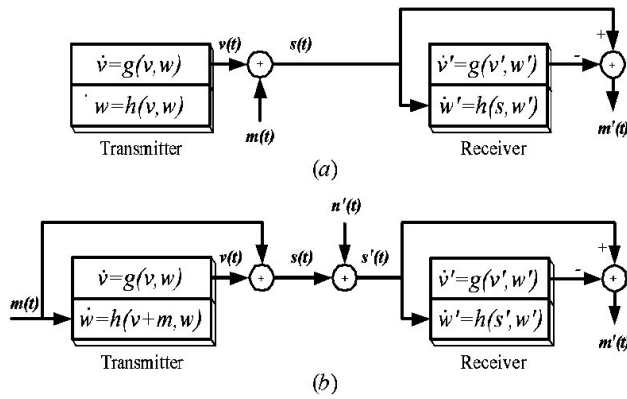 v(t) s(t)
v̇=g(v,w)
ẇ=h(v,w)
+
m(t)
Transmitter
v̇'=g(v',w')
ẇ'=h(s,w')
+
-
+
m'(t)
Receiver
(a)
n'(t)
v(t) s(t) s'(t)
m(t)
v̇=g(v,w)
ẇ=h(v+m,w)
+
+
Transmitter
v̇'=g(v',w')
ẇ'=h(s',w')
+
-
+
m'(t)
Receiver
(b)